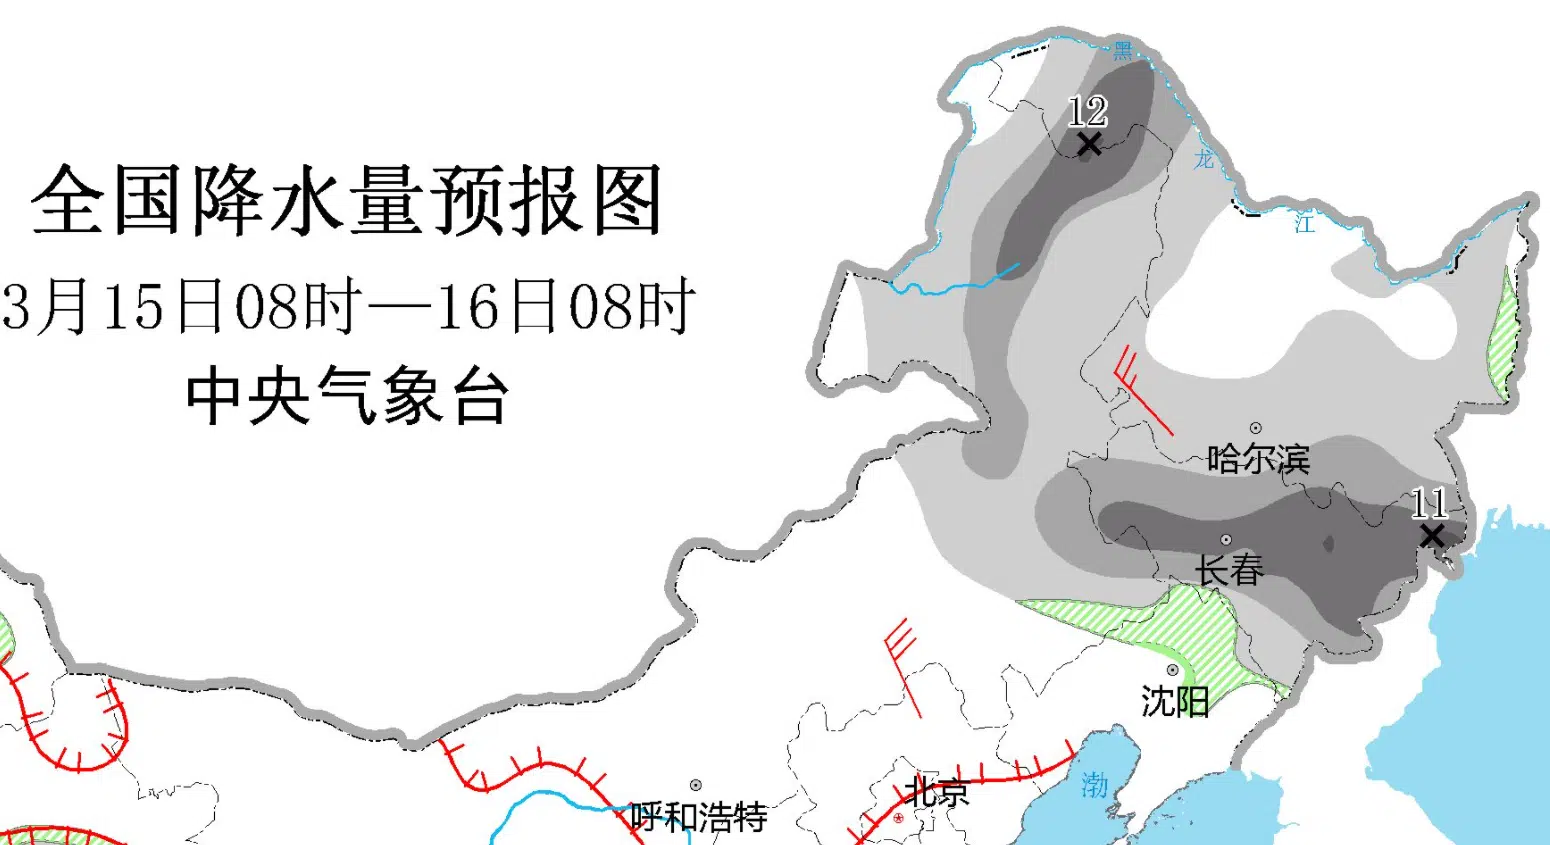 全国降水量预报图
3月15日08时—16日08时
中央气象台
黑
12
龙
江
哈尔滨
11
长春
沈阳
渤
北京
呼和浩特